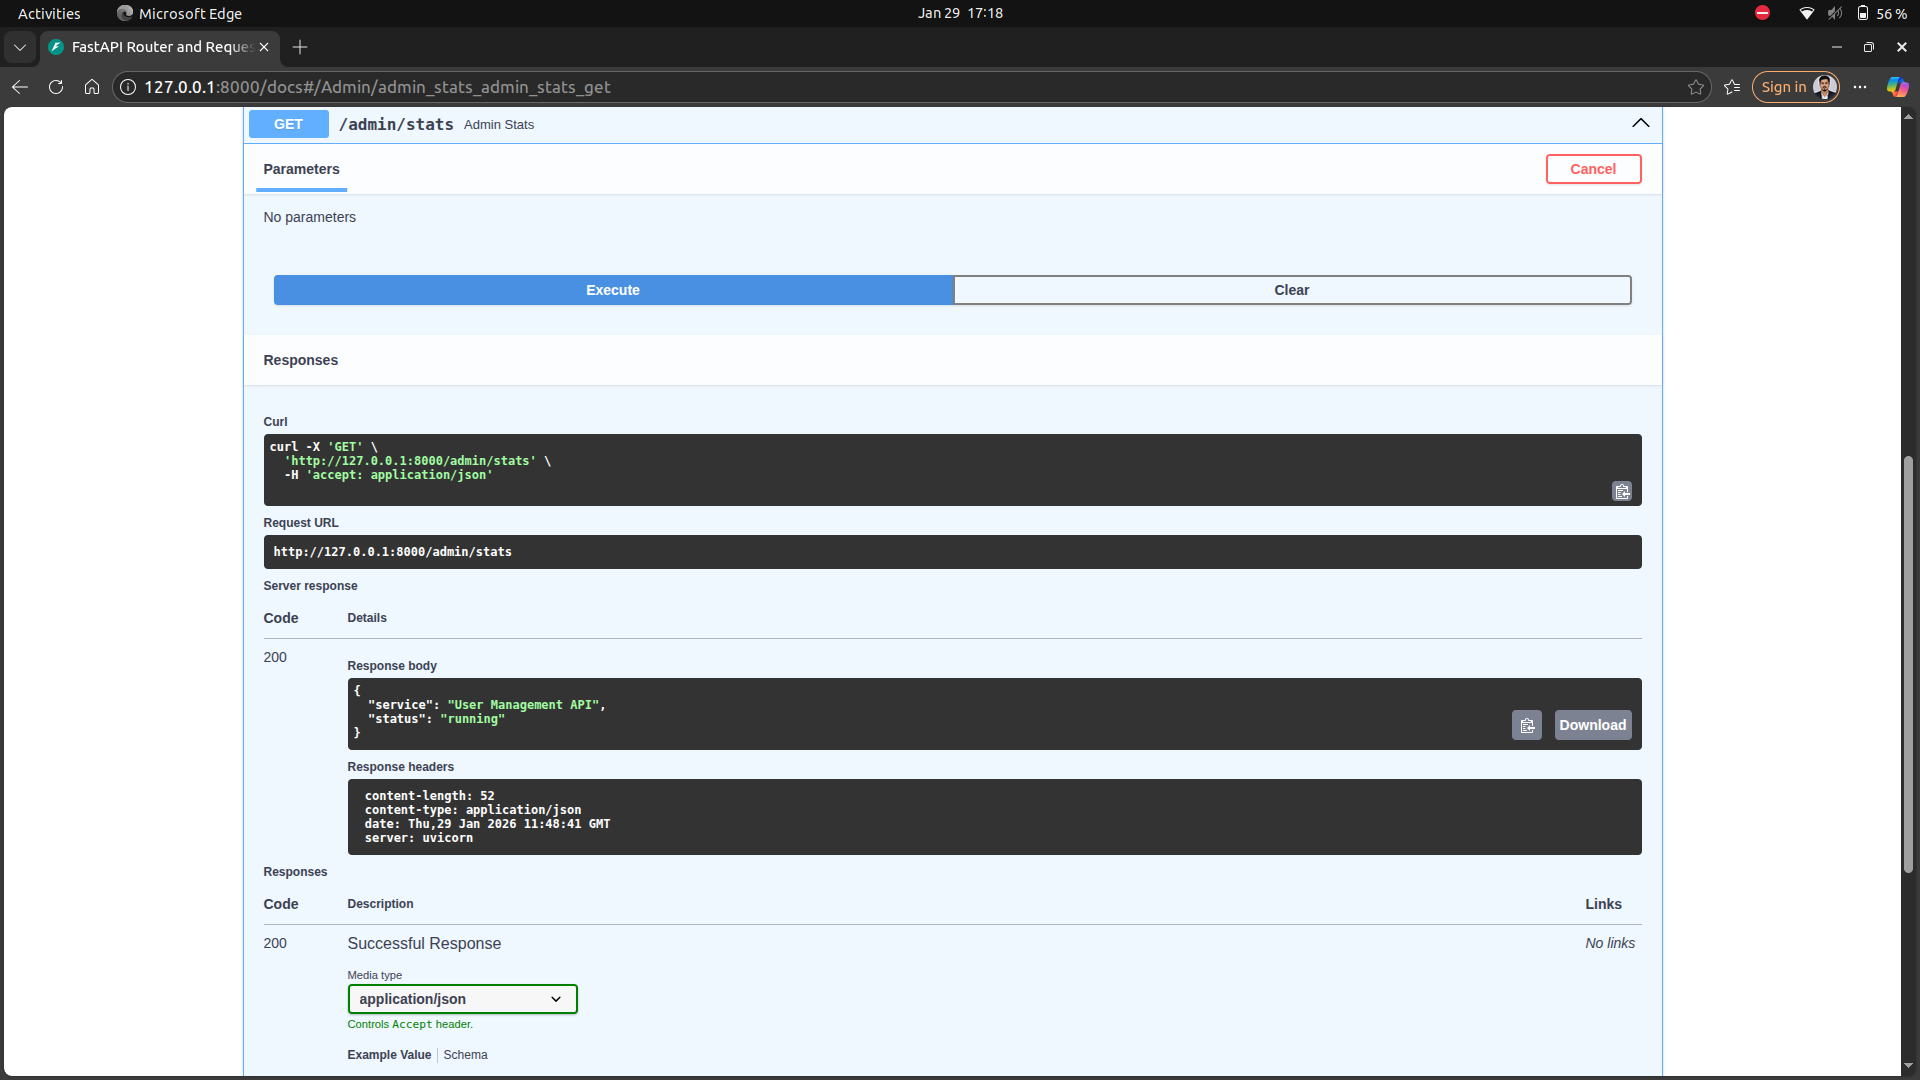 Activities
Microsoft Edge
Jan 29 17:18
56 %
FastAPI Router and Reque
127.0.0.1:8000/docs#/Admin/admin_stats_admin_stats_get
Sign in
GET /admin/stats Admin Stats
Parameters
Cancel
No parameters
Execute
Clear
Responses
Curl
curl -X 'GET' \
'http://127.0.0.1:8000/admin/stats' \
-H 'accept: application/json'
Request URL
http://127.0.0.1:8000/admin/stats
Server response
Code Details
200
Response body
{
"service": "User Management API",
"status": "running"
}
Download
Response headers
content-length: 52
content-type: application/json
date: Thu,29 Jan 2026 11:48:41 GMT
server: uvicorn
Responses
Code Description Links
200 Successful Response No links
Media type
application/json
Controls Accept header.
Example Value Schema